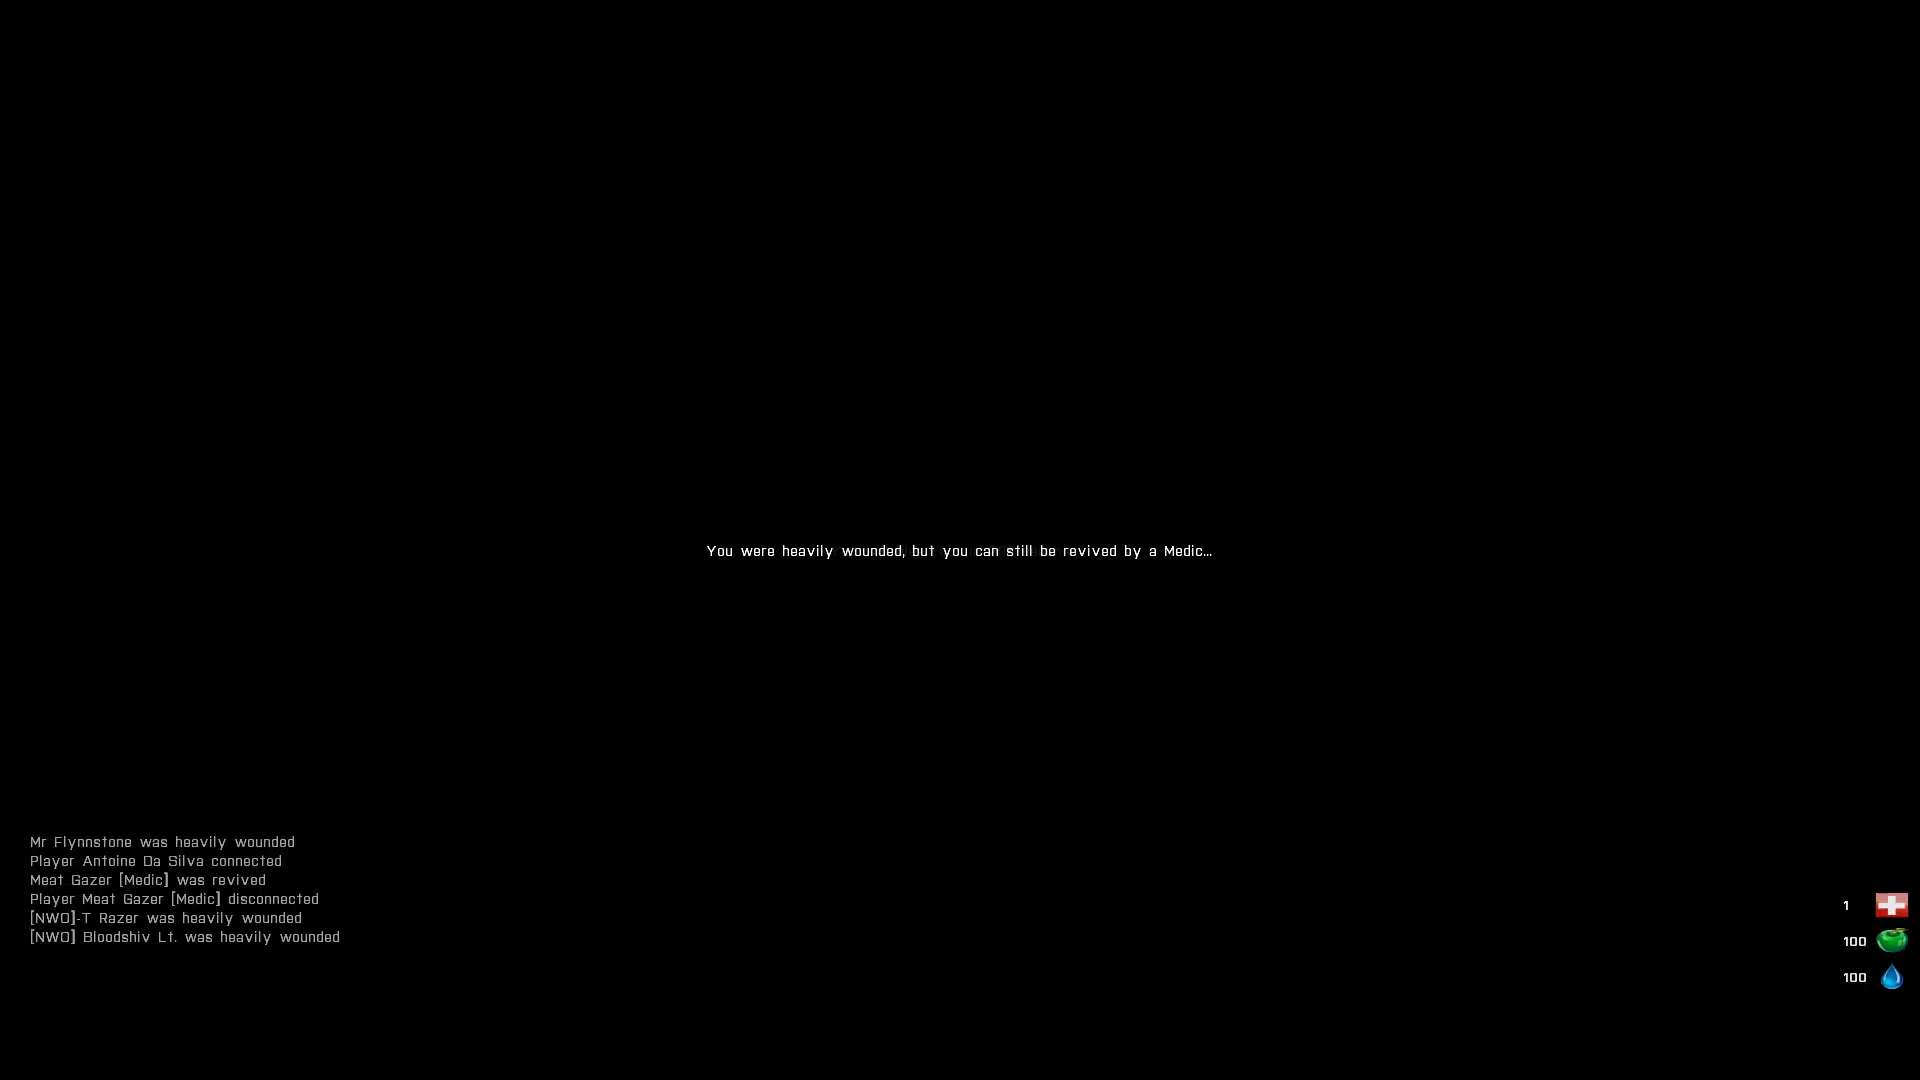 You were heavily wounded, but you can still be revived by a Medic...
Mr Flynnstone was heavily wounded
Player Antoine Da Silva connected
Meat Gazer [Medic] was revived
Player Meat Gazer [Medic] disconnected
[NWO]-T Razer was heavily wounded
[NWO] Bloodshiv Lt. was heavily wounded
1
100
100